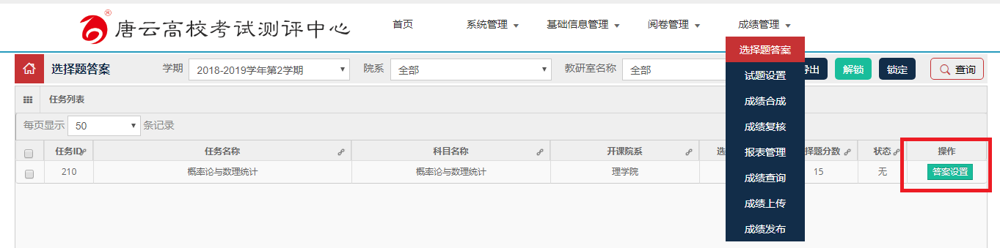 唐云高校考试测评中心®
首页 系统管理 基础信息管理 阅卷管理 成绩管理
选择题答案 学期 2018-2019学年第2学期 院系 全部 教研室名称 全部 导出 解锁 锁定 查询
选择题答案
试题设置
成绩合成
成绩复核
报表管理
成绩查询
成绩上传
成绩发布
任务列表
每页显示 50 条记录
任务ID 任务名称 科目名称 开课院系 选 择题分数 状态 操作
210 概率论与数理统计 概率论与数理统计 理学院 15 无 答案设置